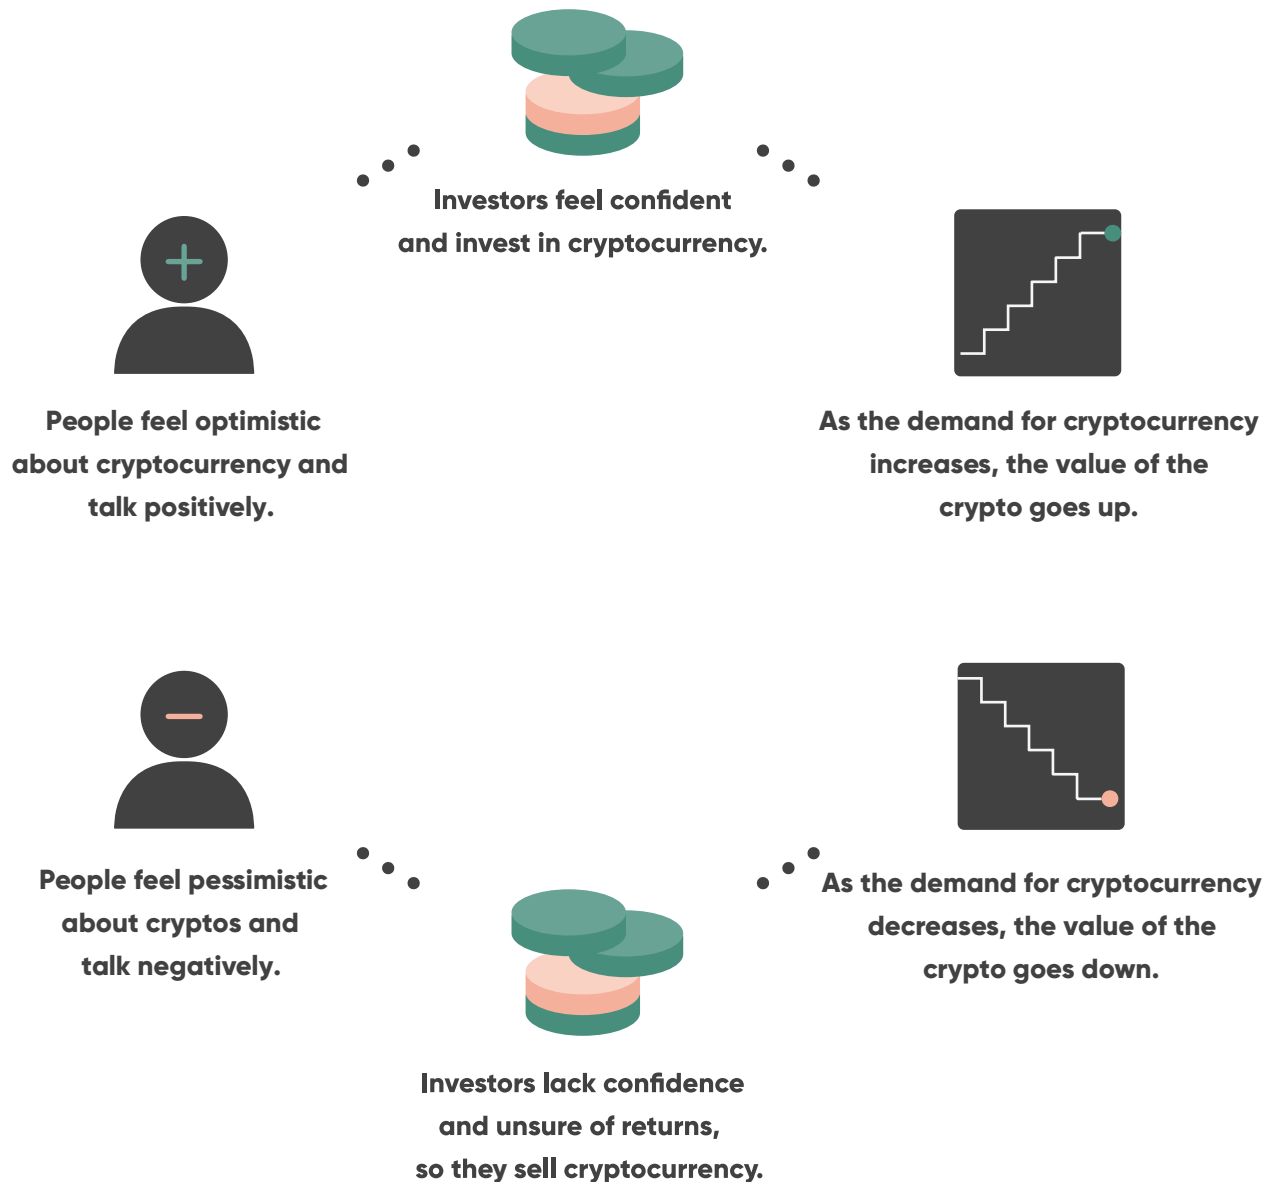 Investors feel confident
and invest in cryptocurrency.
People feel optimistic
about cryptocurrency and
talk positively.
As the demand for cryptocurrency
increases, the value of the
crypto goes up.
People feel pessimistic
about cryptos and
talk negatively.
As the demand for cryptocurrency
decreases, the value of the
crypto goes down.
Investors lack confidence
and unsure of returns,
so they sell cryptocurrency.